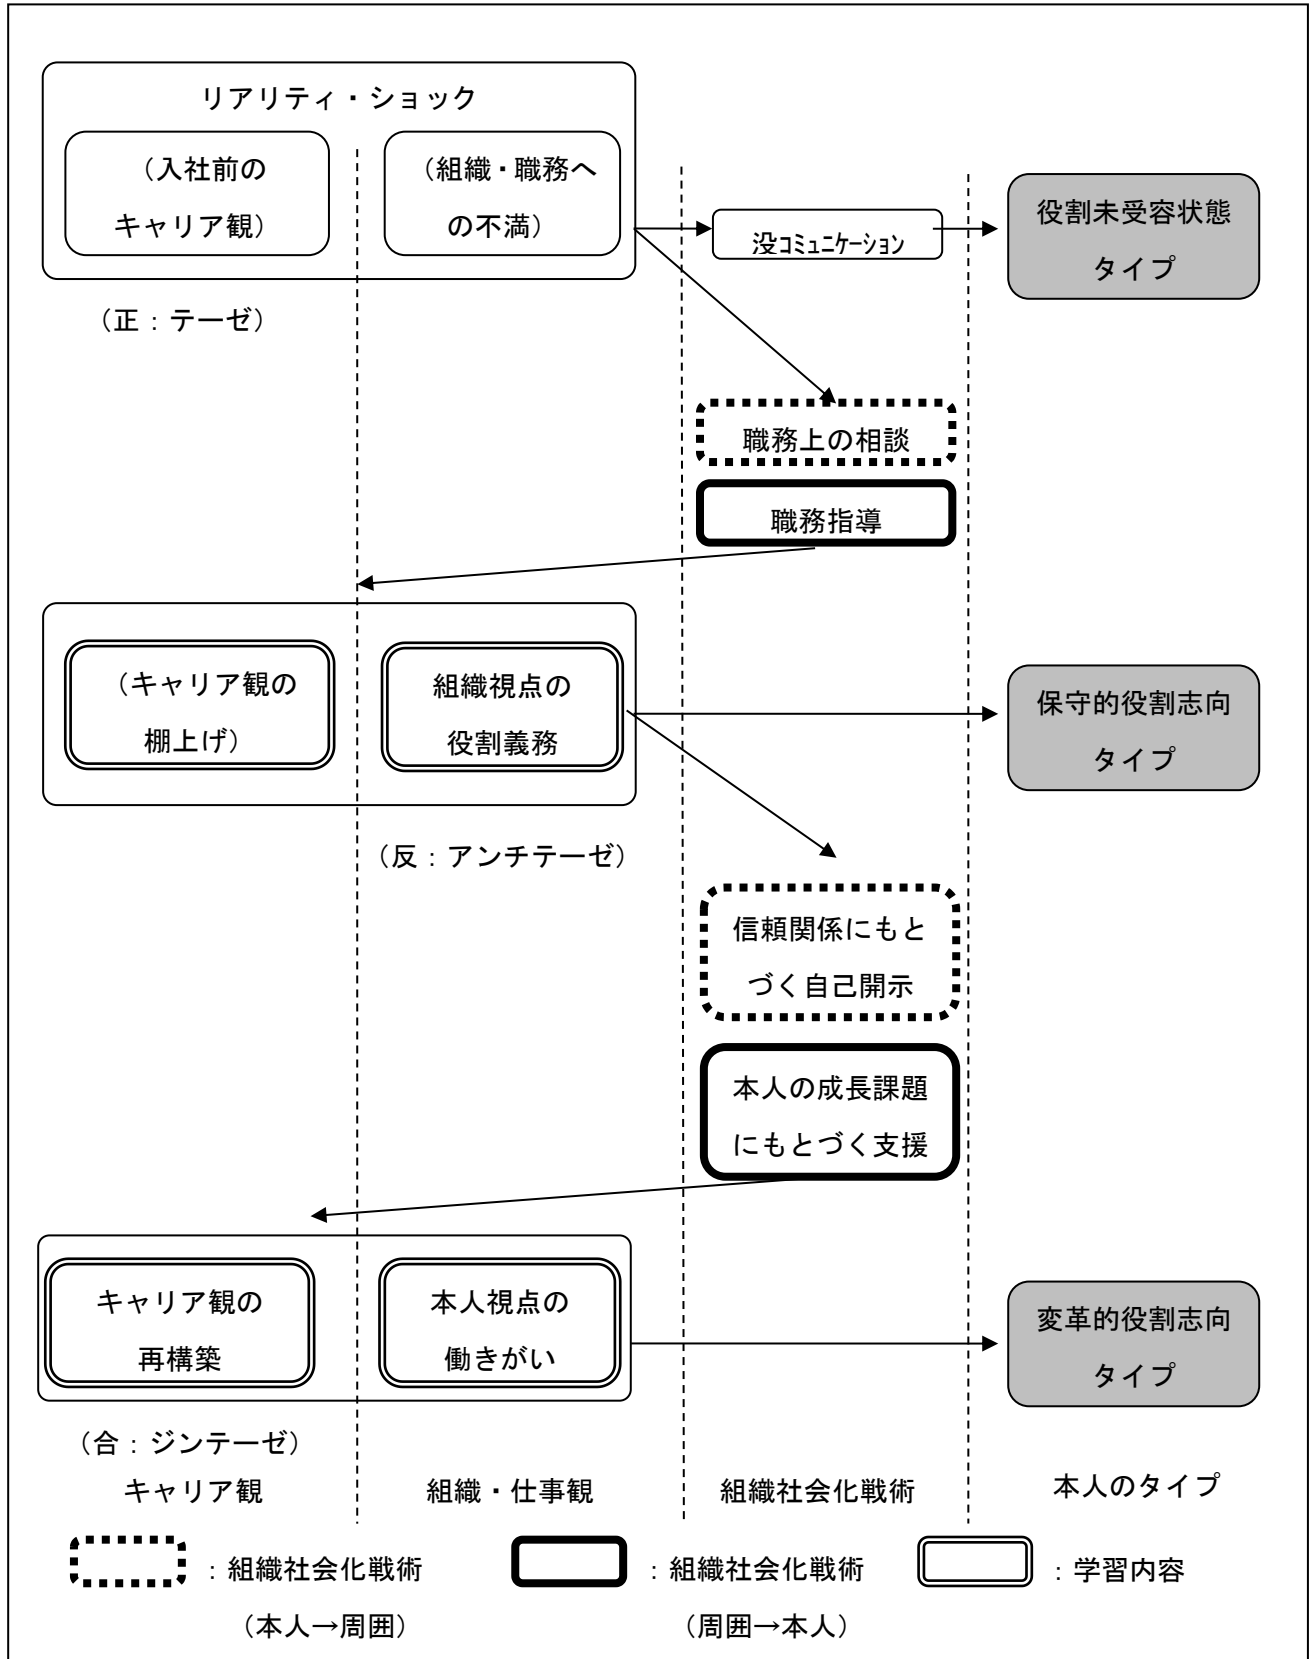 リアリティ・ショック
（入社前の
キャリア観）
（組織・職務へ
の不満）
没ｺﾐｭﾆｹｰｼｮﾝ
役割未受容状態
タイプ
（正：テーゼ）
職務上の相談
職務指導
（キャリア観の
棚上げ）
組織視点の
役割義務
保守的役割志向
タイプ
（反：アンチテーゼ）
信頼関係にもと
づく自己開示
本人の成長課題
にもとづく支援
キャリア観の
再構築
本人視点の
働きがい
変革的役割志向
タイプ
（合：ジンテーゼ）
キャリア観
組織・仕事観
組織社会化戦術
本人のタイプ
：組織社会化戦術
（本人→周囲）
：組織社会化戦術
（周囲→本人）
：学習内容